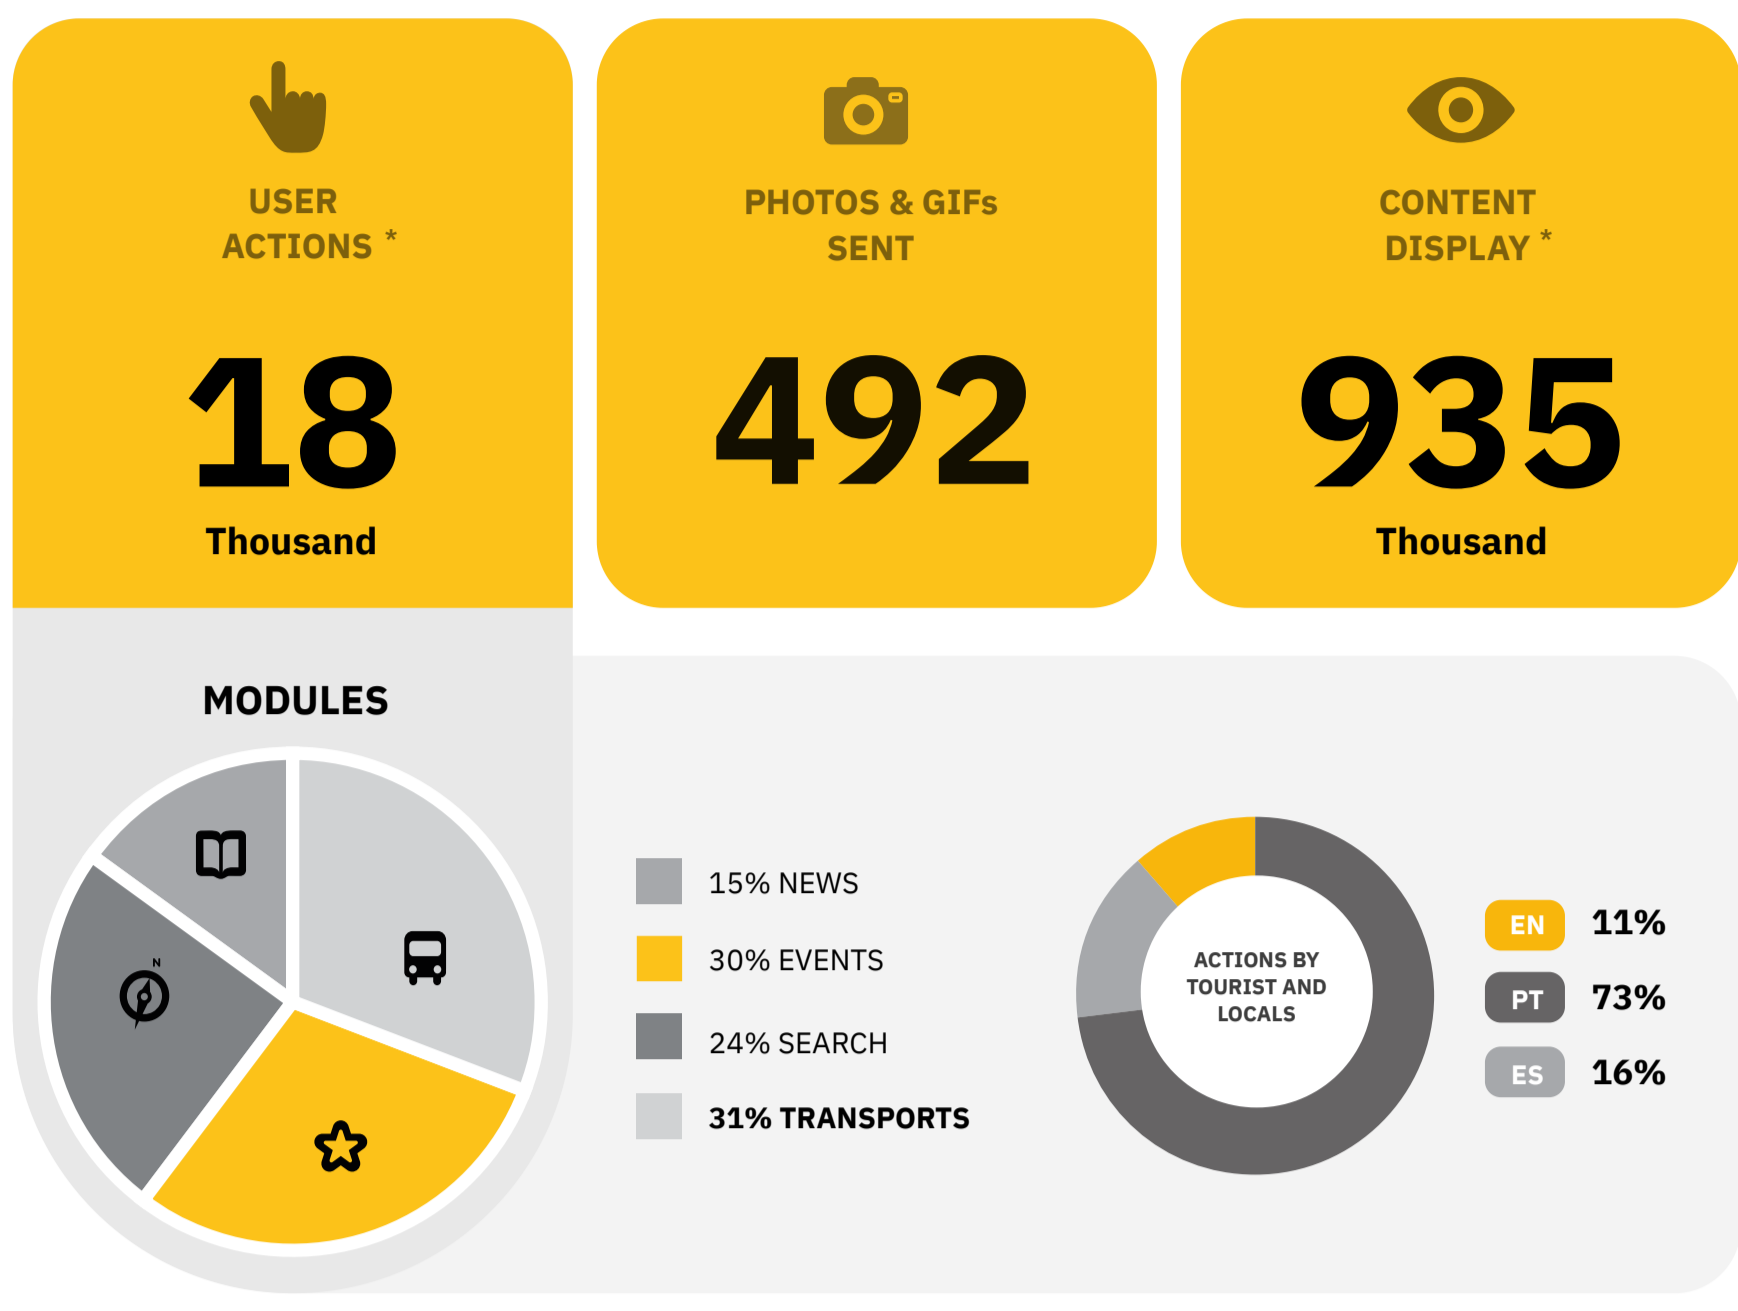 USER
ACTIONS *
18
Thousand
PHOTOS & GIFs
SENT
492
CONTENT
DISPLAY *
935
Thousand
MODULES
N
15% NEWS
30% EVENTS
24% SEARCH
31% TRANSPORTS
ACTIONS BY
TOURIST AND
LOCALS
EN 11%
PT 73%
ES 16%